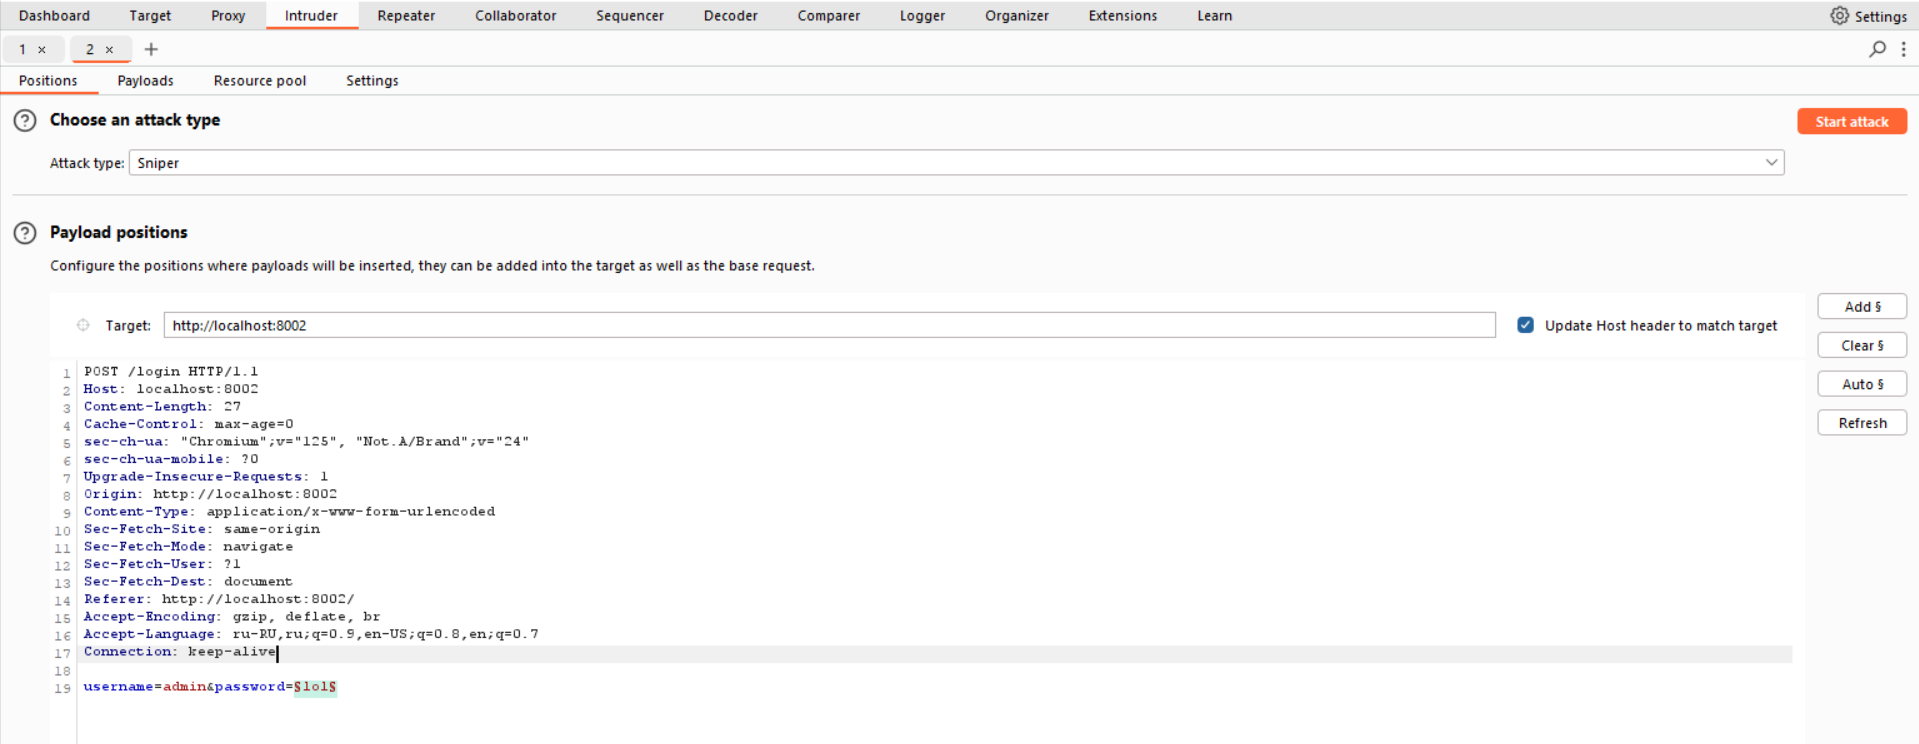 Dashboard Target Proxy Intruder Repeater Collaborator Sequencer Decoder Comparer Logger Organizer Extensions Learn Settings
1 × 2 × +
Positions Payloads Resource pool Settings
? Choose an attack type Start attack
Attack type: Sniper
? Payload positions
Configure the positions where payloads will be inserted, they can be added into the target as well as the base request.
Add §
Target: http://localhost:8002 Update Host header to match target
Clear §
Auto §
Refresh
1 POST /login HTTP/1.1
2 Host: localhost:8002
3 Content-Length: 27
4 Cache-Control: max-age=0
5 sec-ch-ua: "Chromium";v="125", "Not.A/Brand";v="24"
6 sec-ch-ua-mobile: ?0
7 Upgrade-Insecure-Requests: 1
8 Origin: http://localhost:8002
9 Content-Type: application/x-www-form-urlencoded
10 Sec-Fetch-Site: same-origin
11 Sec-Fetch-Mode: navigate
12 Sec-Fetch-User: ?1
13 Sec-Fetch-Dest: document
14 Referer: http://localhost:8002/
15 Accept-Encoding: gzip, deflate, br
16 Accept-Language: ru-RU,ru;q=0.9,en-US;q=0.8,en;q=0.7
17 Connection: keep-alive
18
19 username=admin&password=§lol§